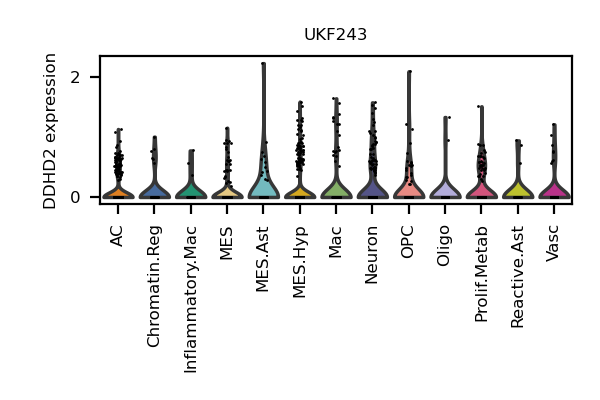 UKF243
DDHD2 expression
2
0
AC
Chromatin.Reg
Inflammatory.Mac
MES
MES.Ast
MES.Hyp
Mac
Neuron
OPC
Oligo
Prolif.Metab
Reactive.Ast
Vasc